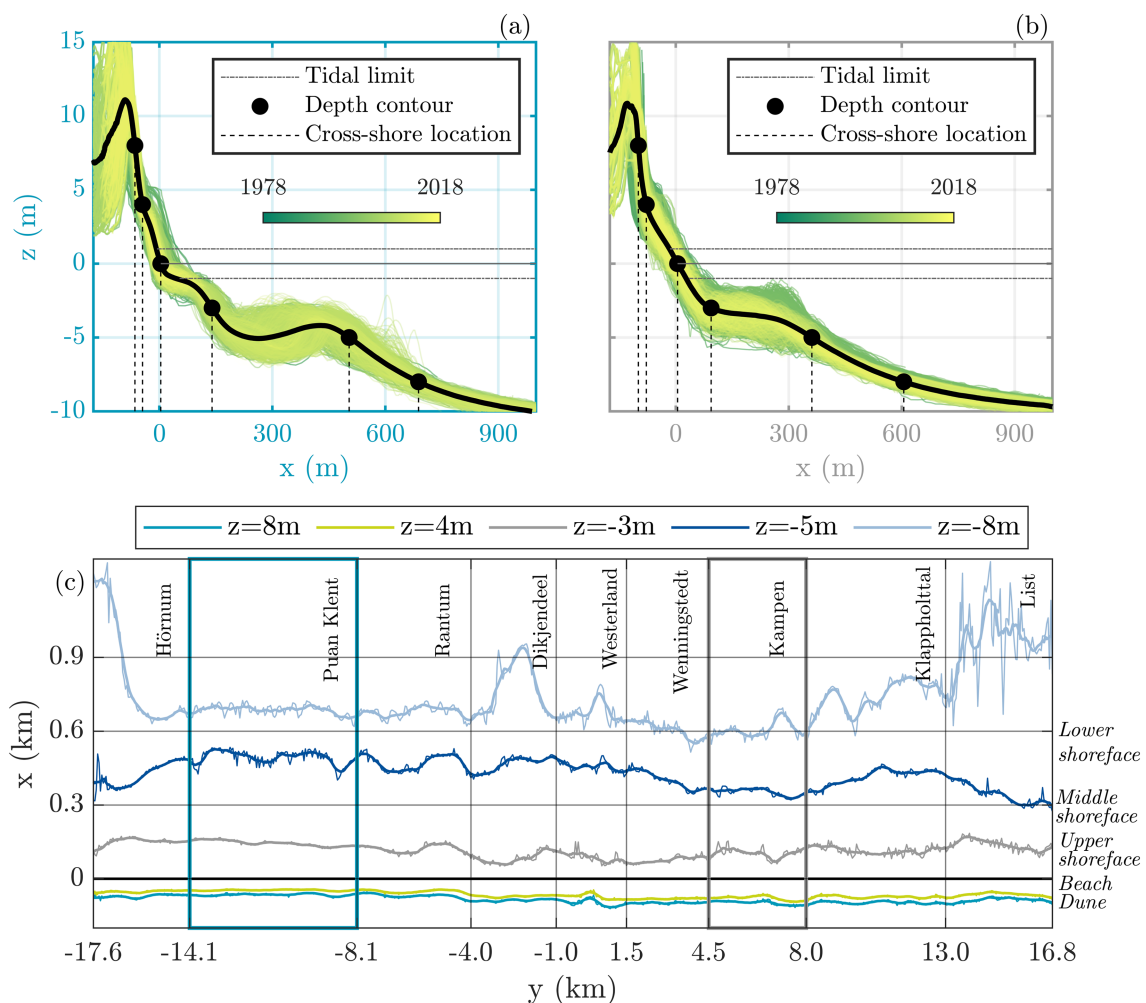 (a)
(b)
15
10
5
0
-5
-10
z (m)
Tidal limit
Depth contour
Cross-shore location
1978
2018
0
300
600
900
x (m)
Tidal limit
Depth contour
Cross-shore location
1978
2018
0
300
600
900
x (m)
z=8m
z=4m
z=-3m
z=-5m
z=-8m
(c)
Hörnum
Puan Klent
Rantum
Dikjendeel
Westerland
Wenningstedt
Kampen
Klappholttal
List
0.9
0.6
0.3
0
x (km)
Lower
shoreface
Middle
shoreface
Upper
shoreface
Beach
Dune
-17.6
-14.1
-8.1
-4.0
-1.0
1.5
4.5
8.0
13.0
16.8
y (km)